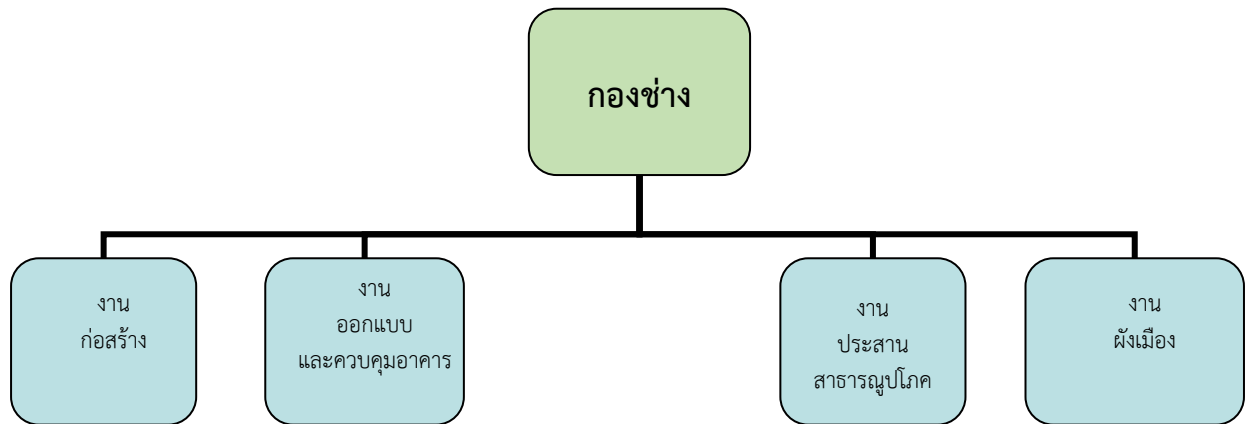 กองช่าง
งาน
ก่อสร้าง
งาน
ออกแบบ
และควบคุมอาคาร
งาน
ประสาน
สาธารณูปโภค
งาน
ผังเมือง